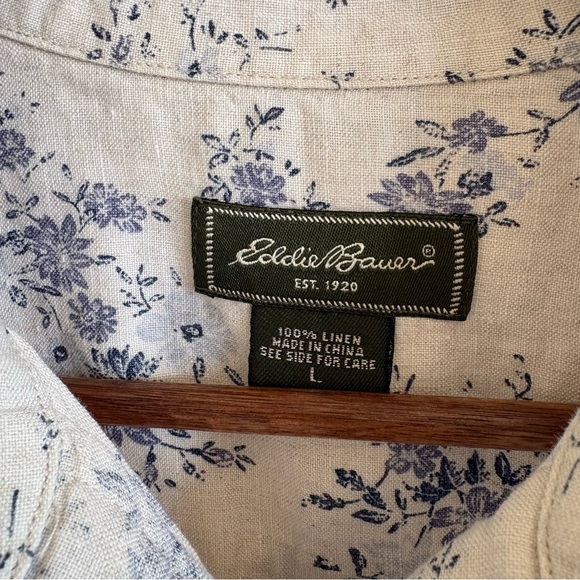 Eddie Bauer®
EST. 1920
100% LINEN
MADE IN CHINA
SEE SIDE FOR CARE
L